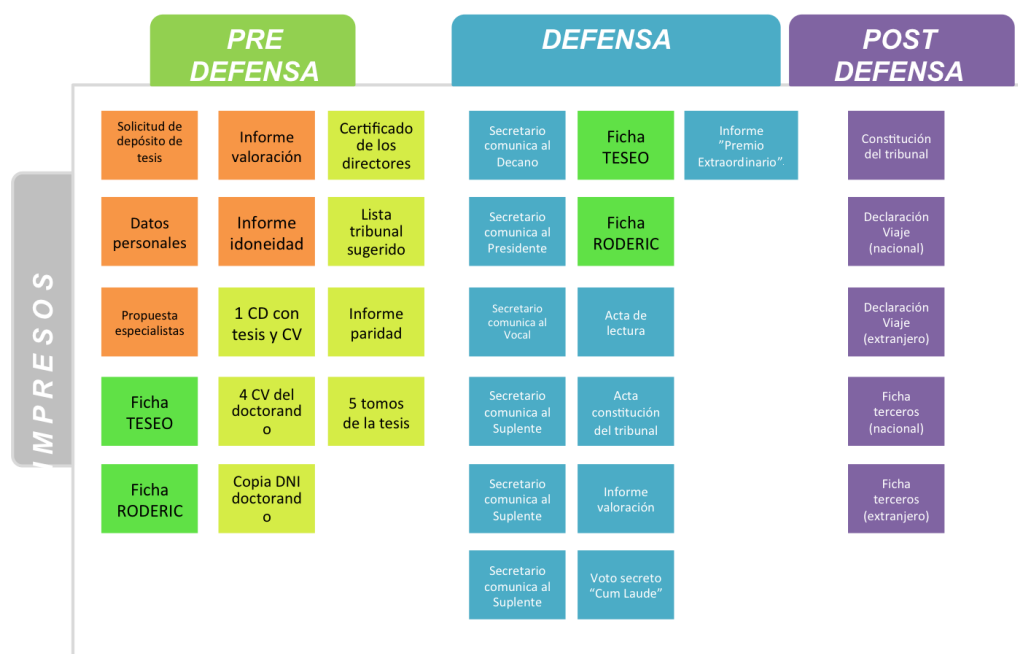 PRE
DEFENSA
DEFENSA
POST
DEFENSA
IMPRESOS
Solicitud de
depósito de
tesis
Informe
valoración
Certificado
de los
directores
Datos
personales
Informe
idoneidad
Lista
tribunal
sugerido
Propuesta
especialistas
1 CD con
tesis y CV
Informe
paridad
Ficha
TESEO
4 CV del
doctorand
o
5 tomos
de la tesis
Ficha
RODERIC
Copia DNI
doctorand
o
Secretario
comunica al
Decano
Ficha
TESEO
Informe
”Premio
Extraordinario”.
Secretario
comunica al
Presidente
Ficha
RODERIC
Secretario
comunica al
Vocal
Acta de
lectura
Secretario
comunica al
Suplente
Acta
constitución
del tribunal
Secretario
comunica al
Suplente
Informe
valoración
Secretario
comunica al
Suplente
Voto secreto
“Cum Laude”
Constitución
del tribunal
Declaración
Viaje
(nacional)
Declaración
Viaje
(extranjero)
Ficha
terceros
(nacional)
Ficha
terceros
(extranjero)